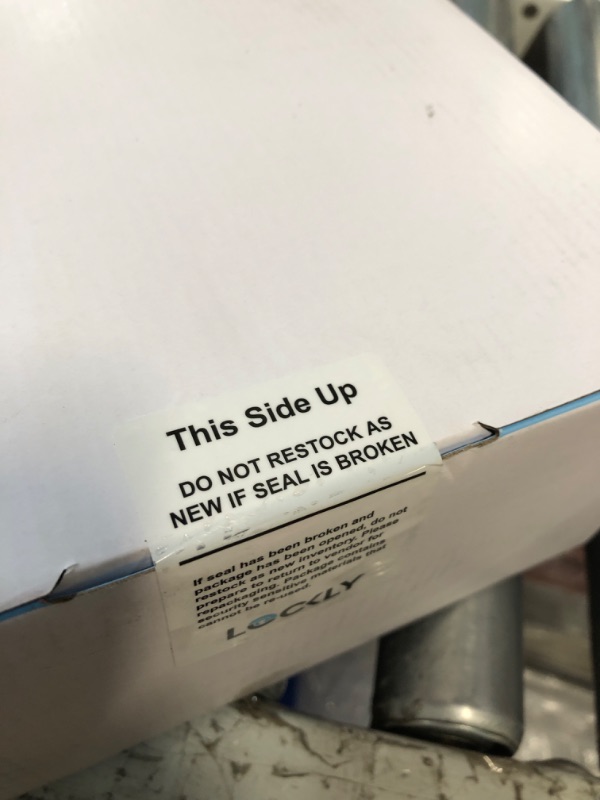 This Side Up
DO NOT RESTOCK AS
NEW IF SEAL IS BROKEN
If seal has been broken and
package has been opened, do not
restock as new inventory. Please
prepare to return to vendor for
repackaging. Package contains
security sensitive materials that
cannot be re-used.
LOCKLY